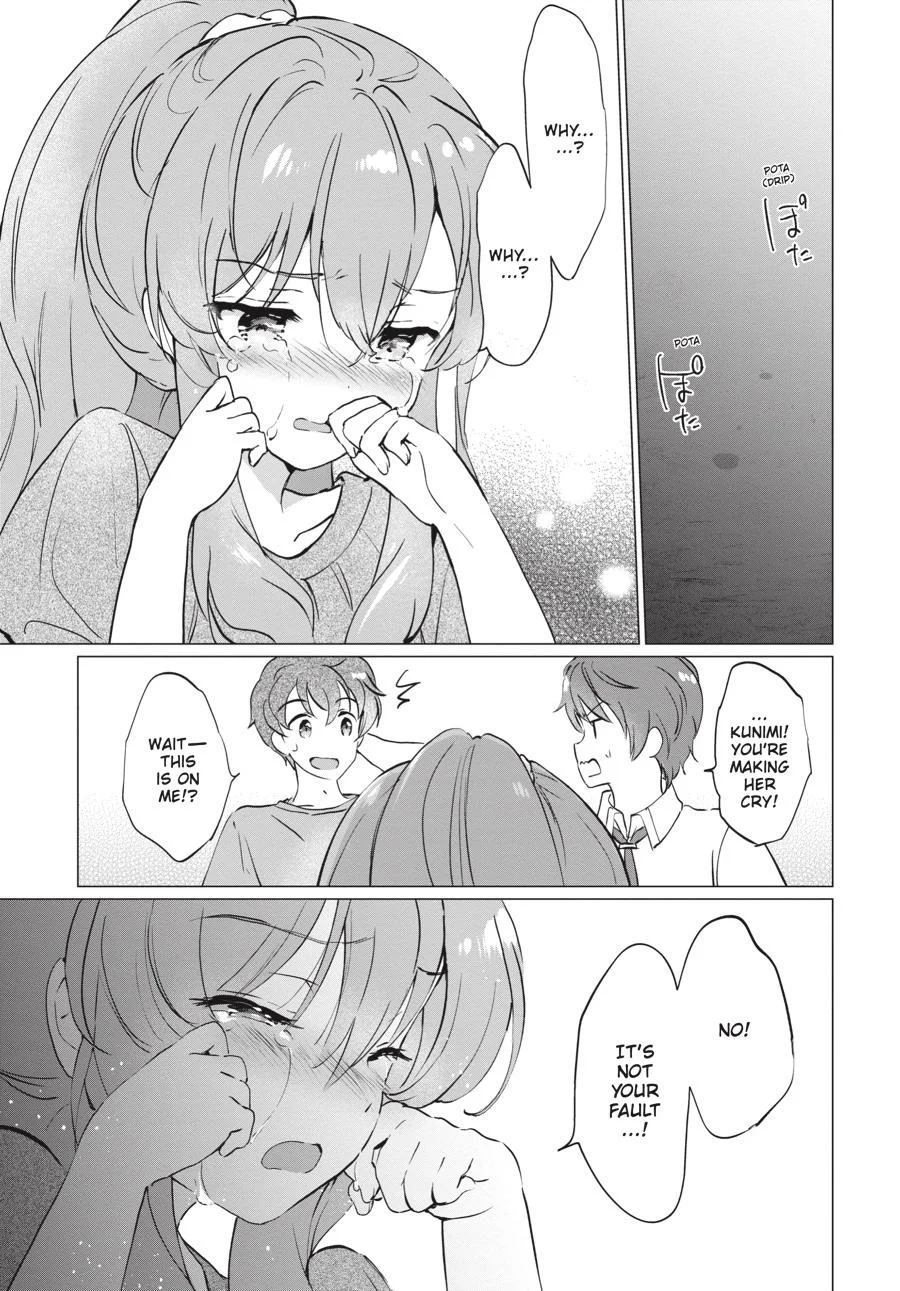 POTA
(DRIP)
ぽた
POTA
ぽた
WHY...
...?
WHY...
...?
...
KUNIMI!
YOU'RE
MAKING
HER
CRY!
WAIT—
THIS
IS ON
ME!?
NO!
IT'S
NOT
YOUR
FAULT
...!